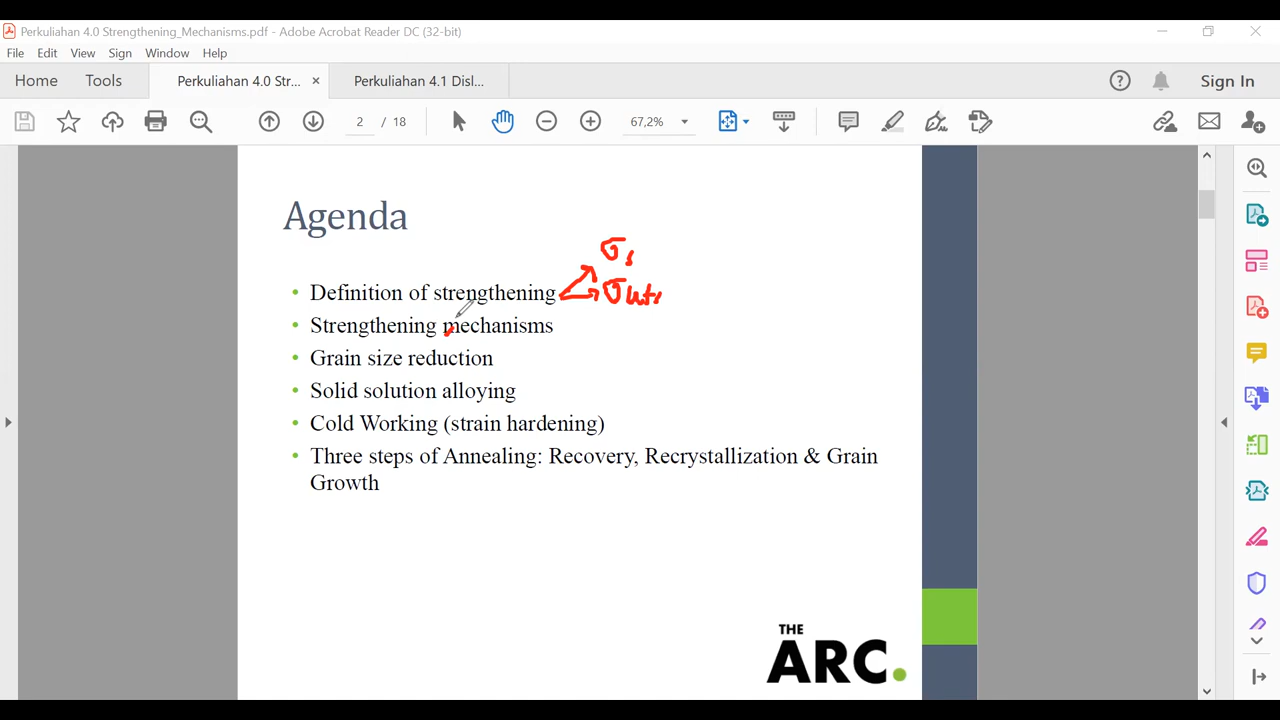 Perkuliahan 4.0 Strengthening_Mechanisms.pdf - Adobe Acrobat Reader DC (32-bit)
File Edit View Sign Window Help
Home Tools Perkuliahan 4.0 Str... × Perkuliahan 4.1 Disl... Sign In
2 / 18 67,2%
Agenda
σ
• Definition of strengthening σ
• Strengthening mechanisms
• Grain size reduction
• Solid solution alloying
• Cold Working (strain hardening)
• Three steps of Annealing: Recovery, Recrystallization & Grain
Growth
THE
ARC.